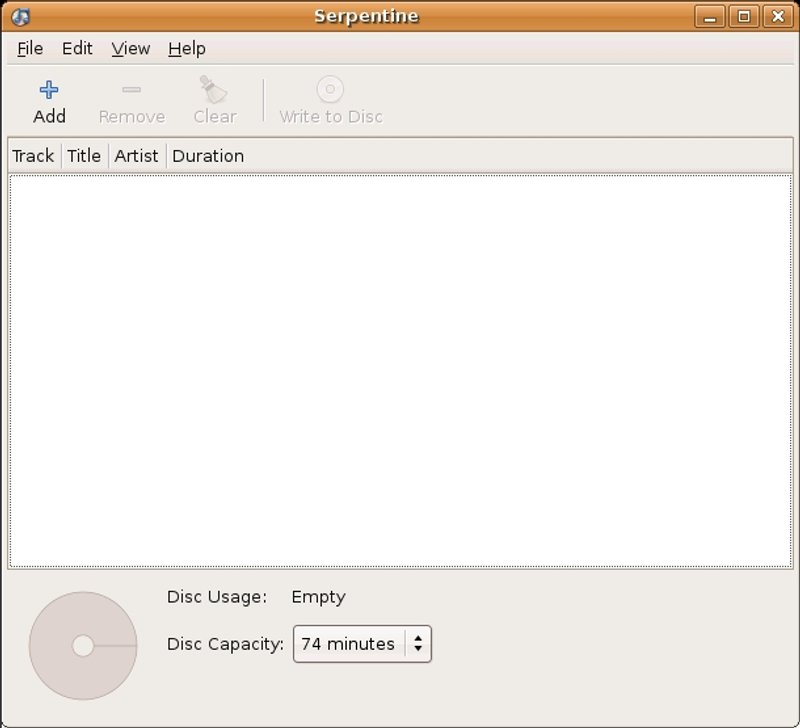 Serpentine
File Edit View Help
Add Remove Clear Write to Disc
Track Title Artist Duration
Disc Usage: Empty
Disc Capacity: 74 minutes